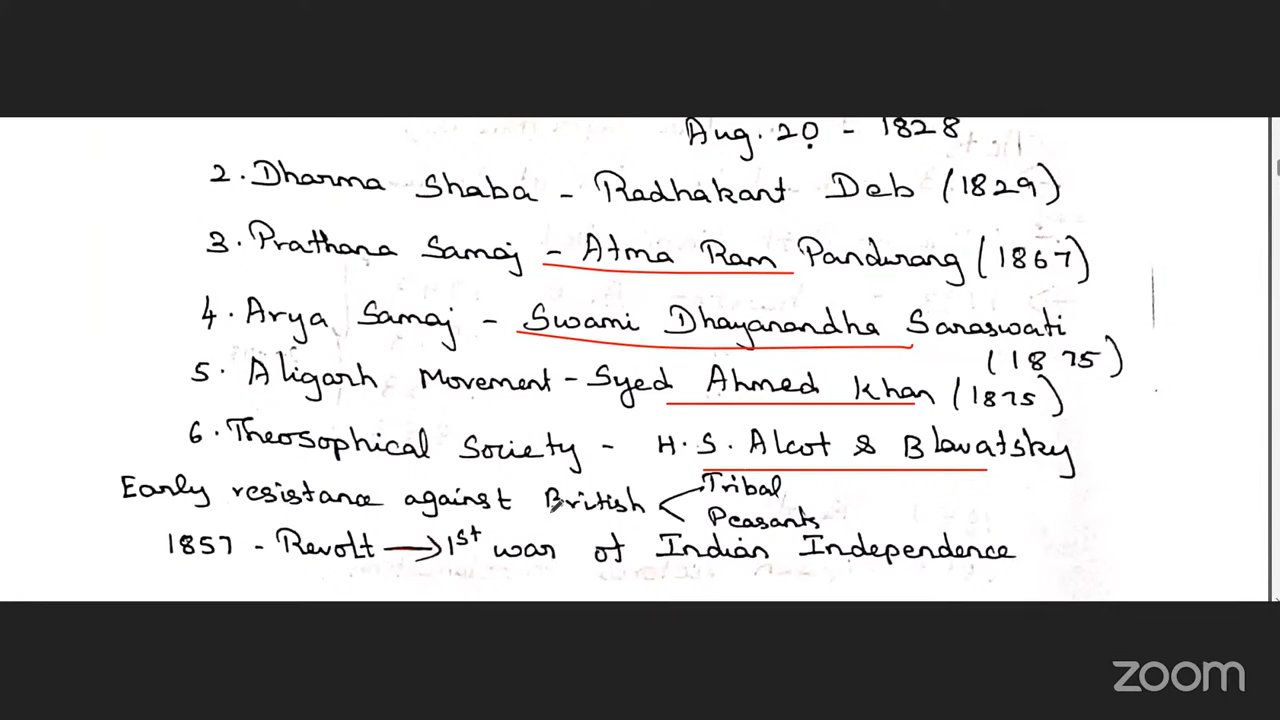 Aug. 20 - 1828
2. Dharma Shaba - Radhakant Deb (1829)
3. Prathana Samaj - Atma Ram Pandurang (1867)
4. Arya Samaj - Swami Dhayanandha Saraswati
(1875)
5. Aligarh Movement - Syed Ahmed Khan (1875)
6. Theosophical Society - H.S. Alcot & Blavatsky
Early resistance against British < Tribal
Peasants
1857 - Revolt → 1st war of Indian Independence
zoom